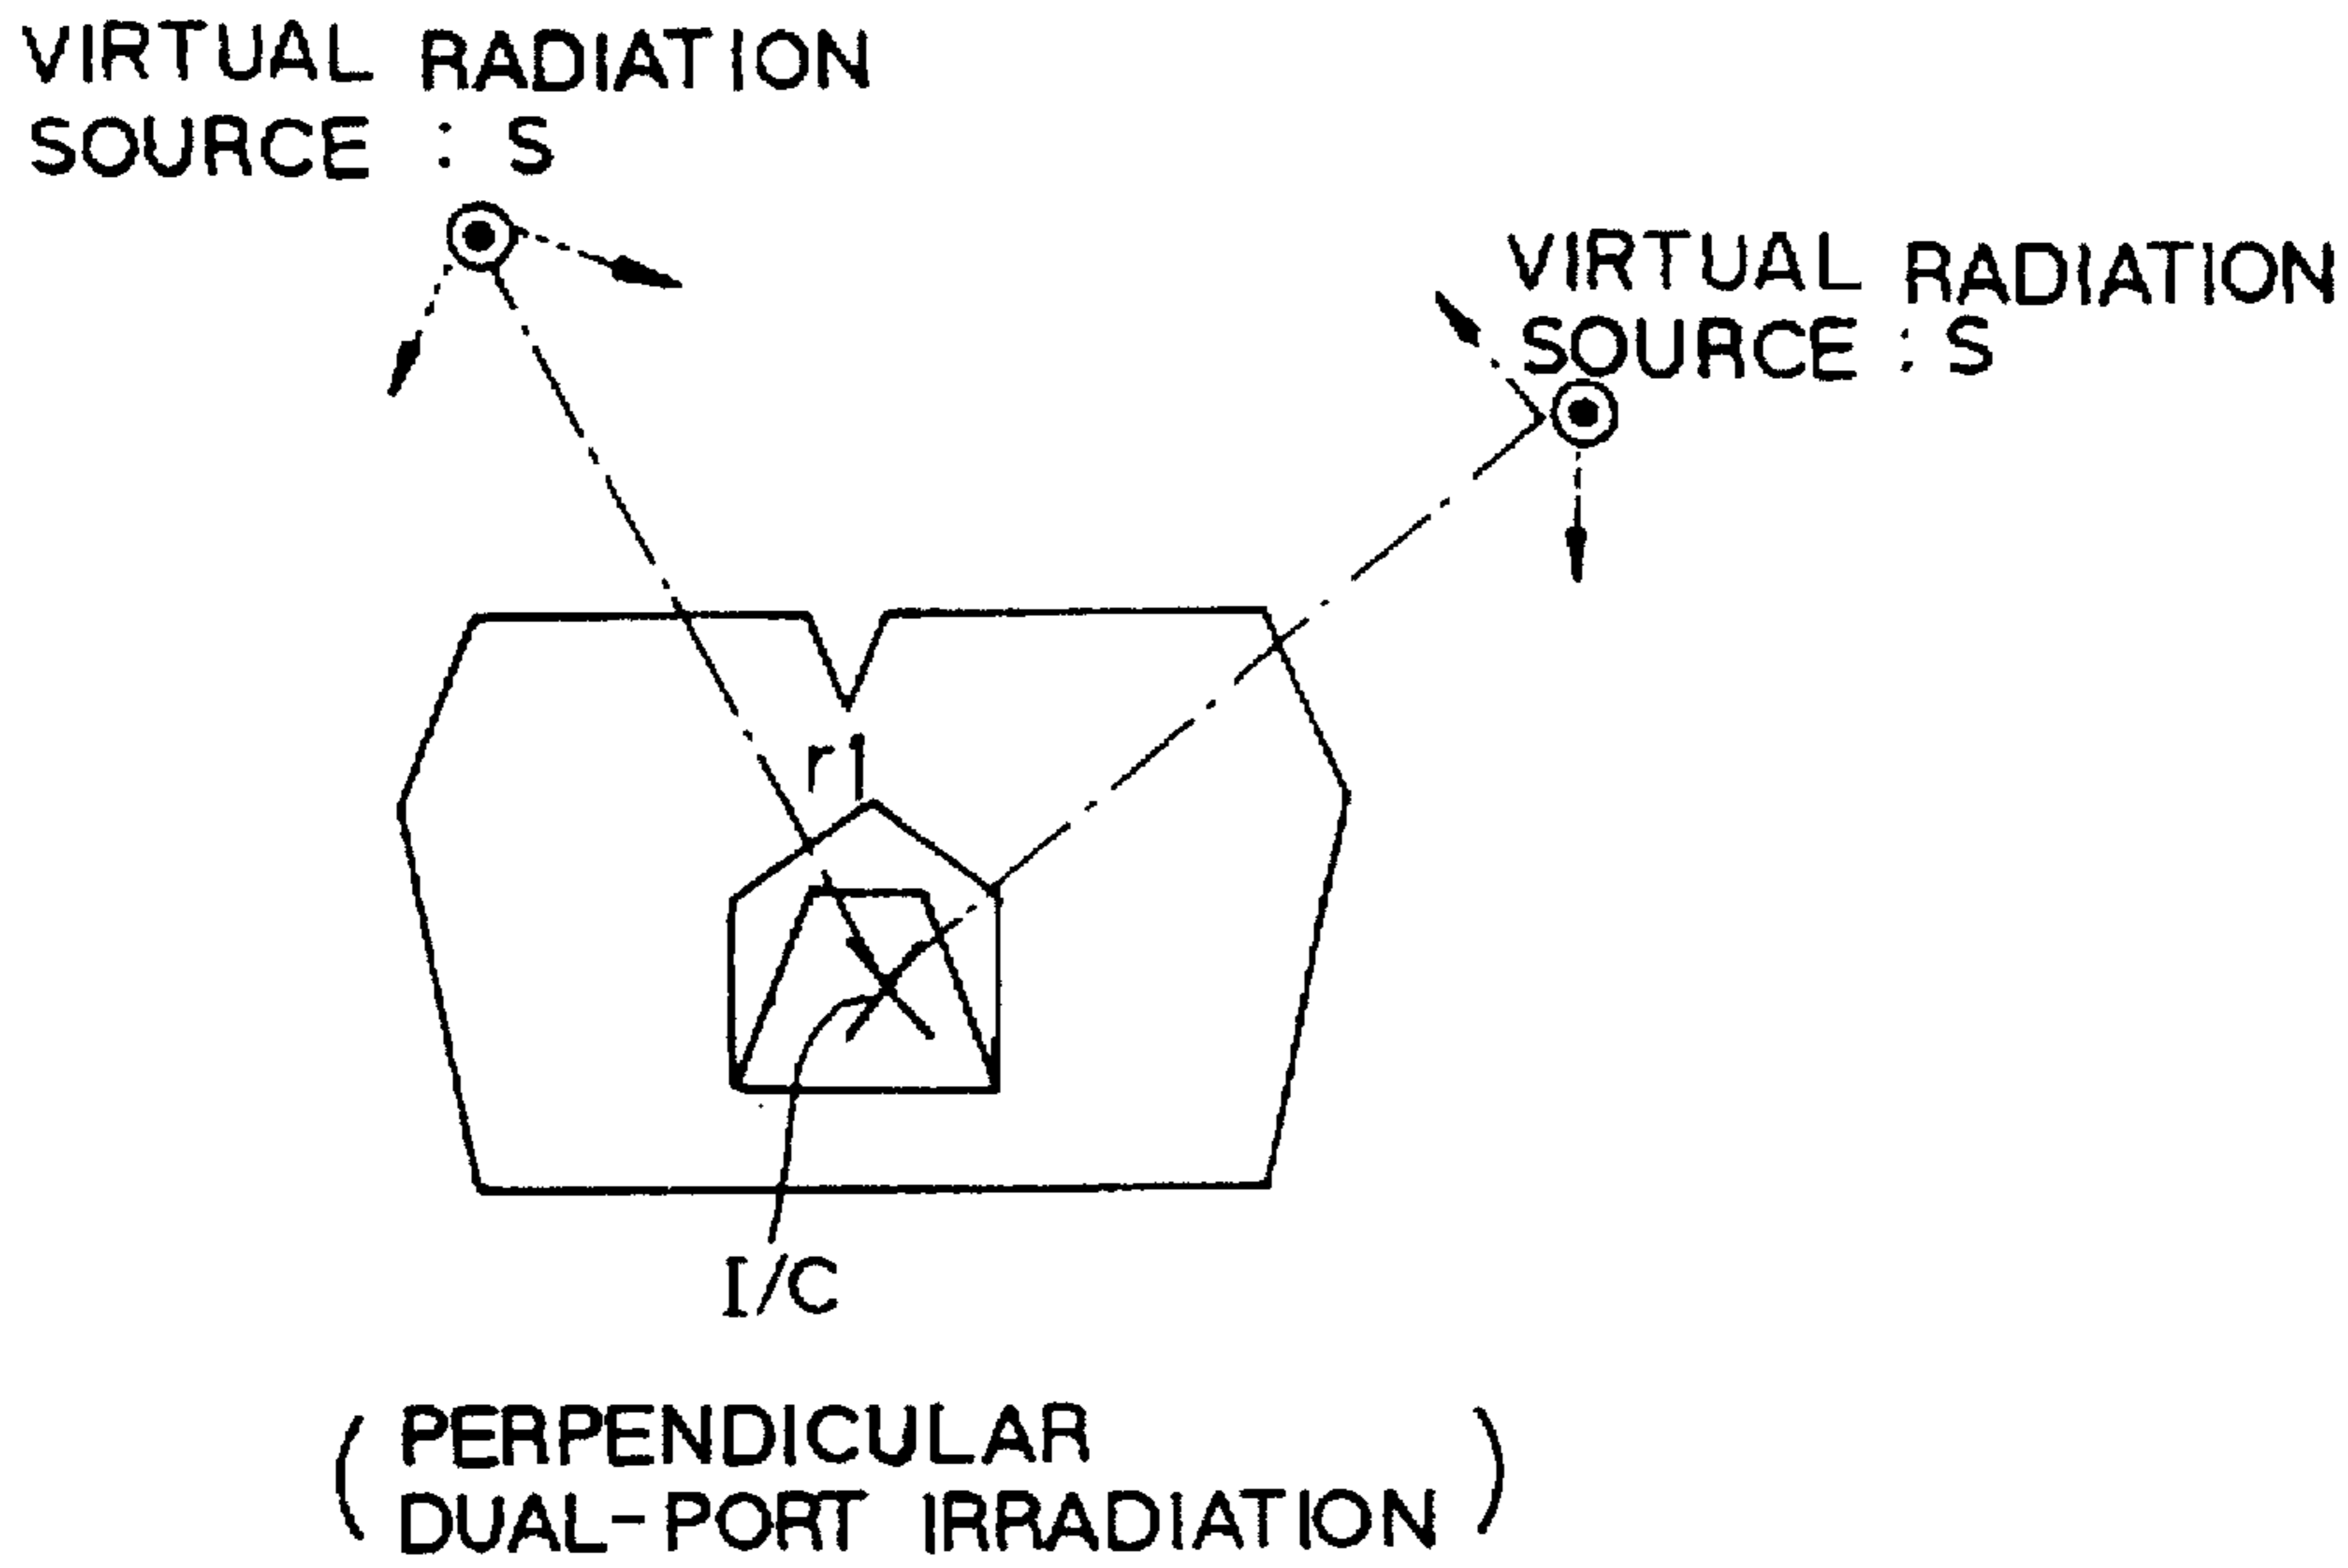 VIRTUAL RADIATION
SOURCE : S
VIRTUAL RADIATION
SOURCE : S
r1
I/C
( PERPENDICULAR
DUAL-PORT IRRADIATION )